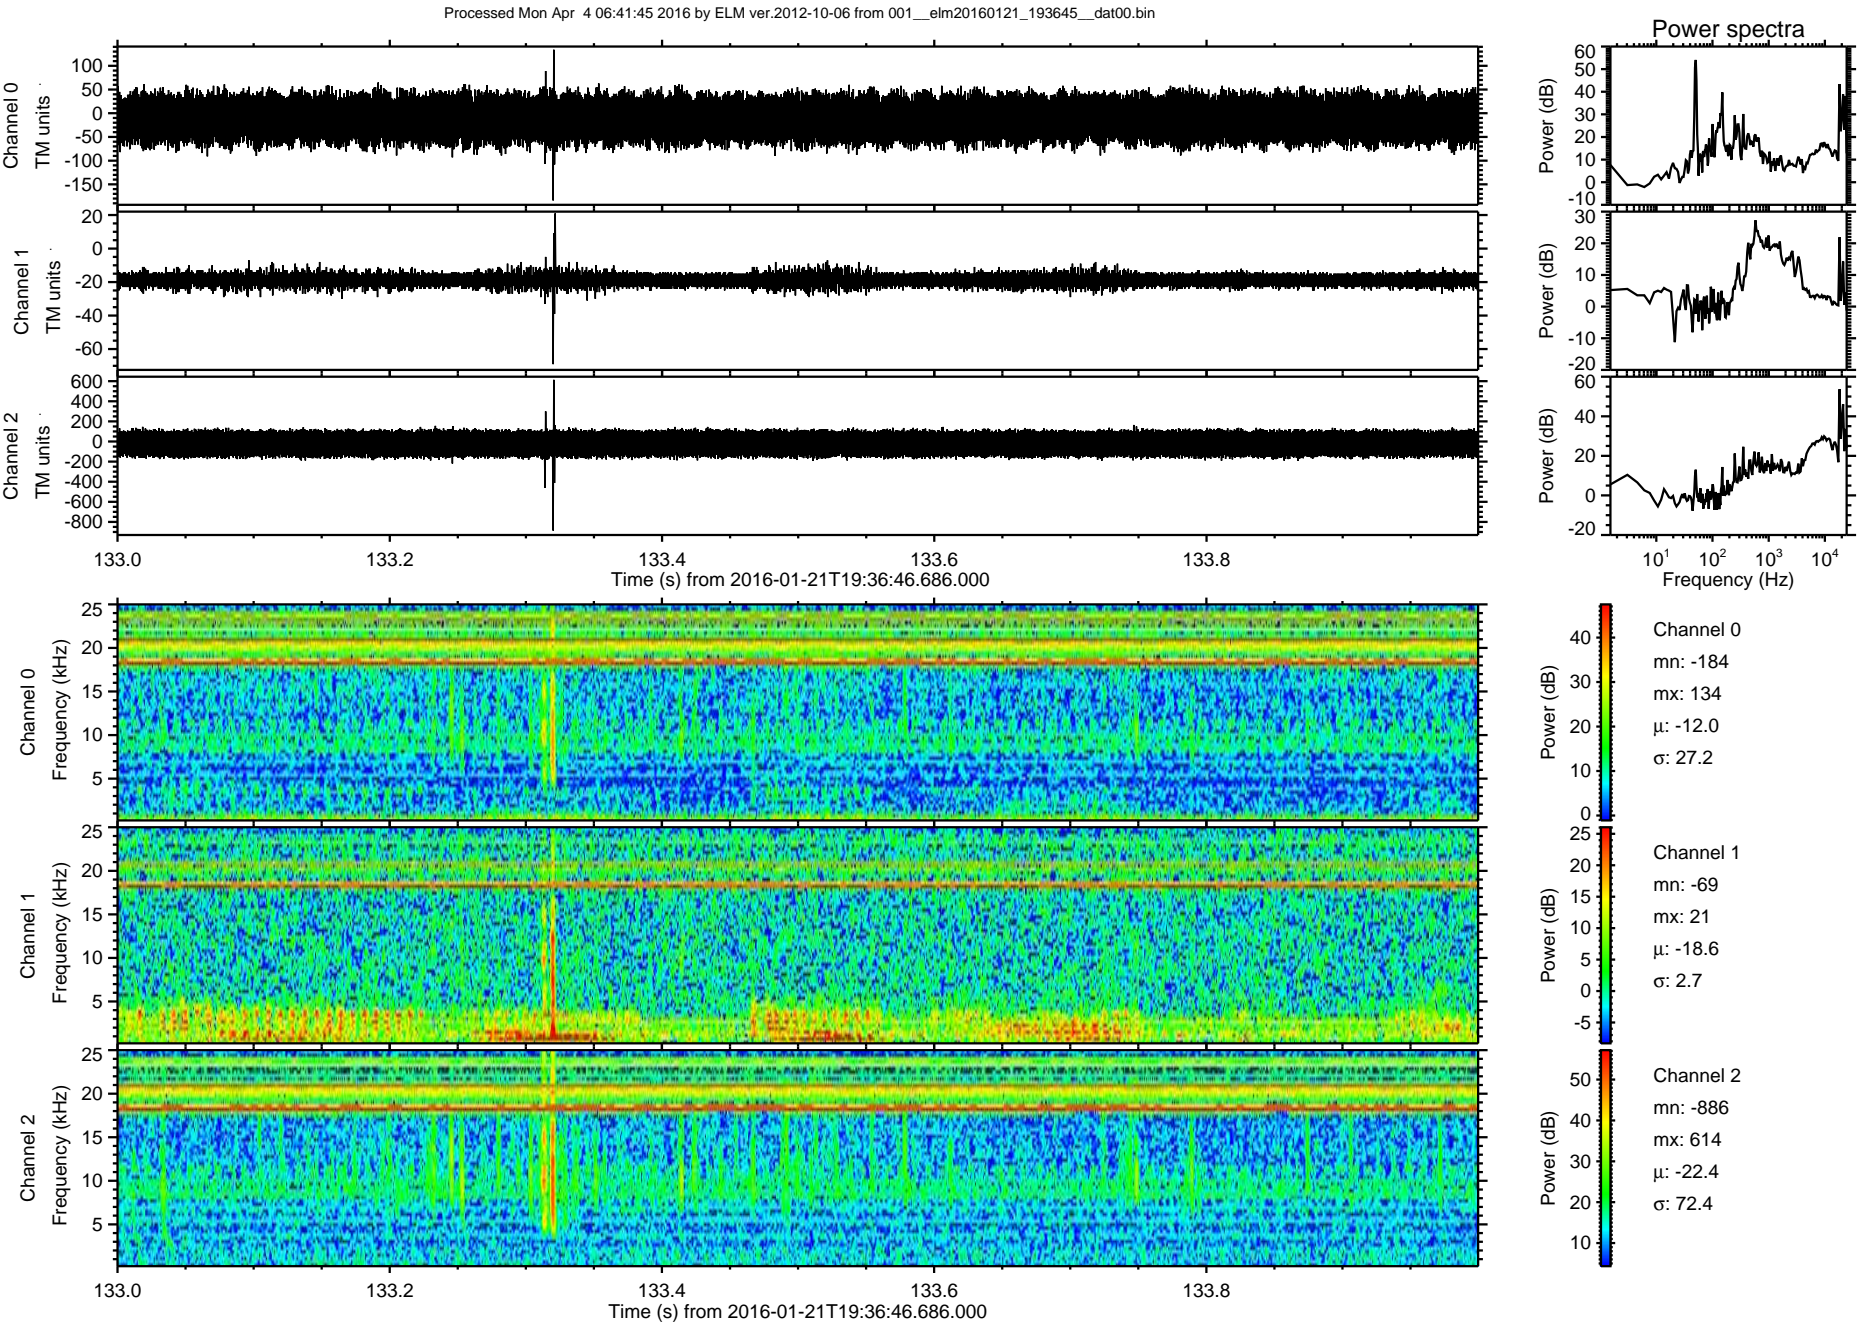 Processed Mon Apr  4 06:41:45 2016 by ELM ver.2012-10-06 from 001__elm20160121_193645__dat00.bin
Power spectra
Channel 0
TM units
100
50
0
-50
-100
-150
Power (dB)
60
50
40
30
20
10
0
-10
Channel 1
TM units
20
0
-20
-40
-60
Power (dB)
30
20
10
0
-10
-20
Channel 2
TM units
600
400
200
0
-200
-400
-600
-800
Power (dB)
60
40
20
0
-20
133.0 133.2 133.4 133.6 133.8
Time (s) from 2016-01-21T19:36:46.686.000
10¹ 10² 10³ 10⁴
Frequency (Hz)
Channel 0
Frequency (kHz)
25
20
15
10
5
Power (dB)
40
30
20
10
0
Channel 0
mn: -184
mx: 134
μ: -12.0
σ: 27.2
Channel 1
Frequency (kHz)
25
20
15
10
5
Power (dB)
25
20
15
10
5
0
-5
Channel 1
mn: -69
mx: 21
μ: -18.6
σ: 2.7
Channel 2
Frequency (kHz)
25
20
15
10
5
Power (dB)
50
40
30
20
10
Channel 2
mn: -886
mx: 614
μ: -22.4
σ: 72.4
133.0 133.2 133.4 133.6 133.8
Time (s) from 2016-01-21T19:36:46.686.000